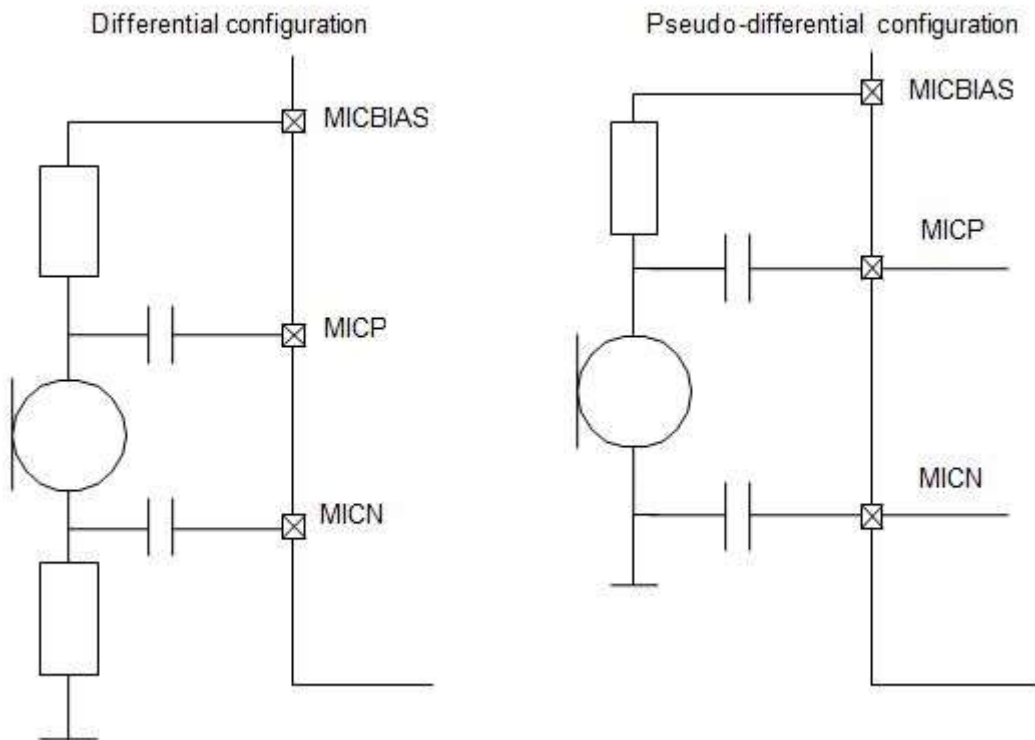 Differential configuration
MICBIAS
MICP
MICN
Pseudo-differential configuration
MICBIAS
MICP
MICN